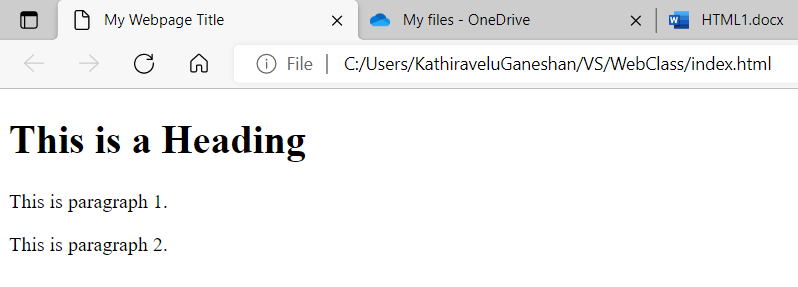 My Webpage Title
My files - OneDrive
HTML1.docx
File | C:/Users/KathiraveluGaneshan/VS/WebClass/index.html
This is a Heading
This is paragraph 1.
This is paragraph 2.